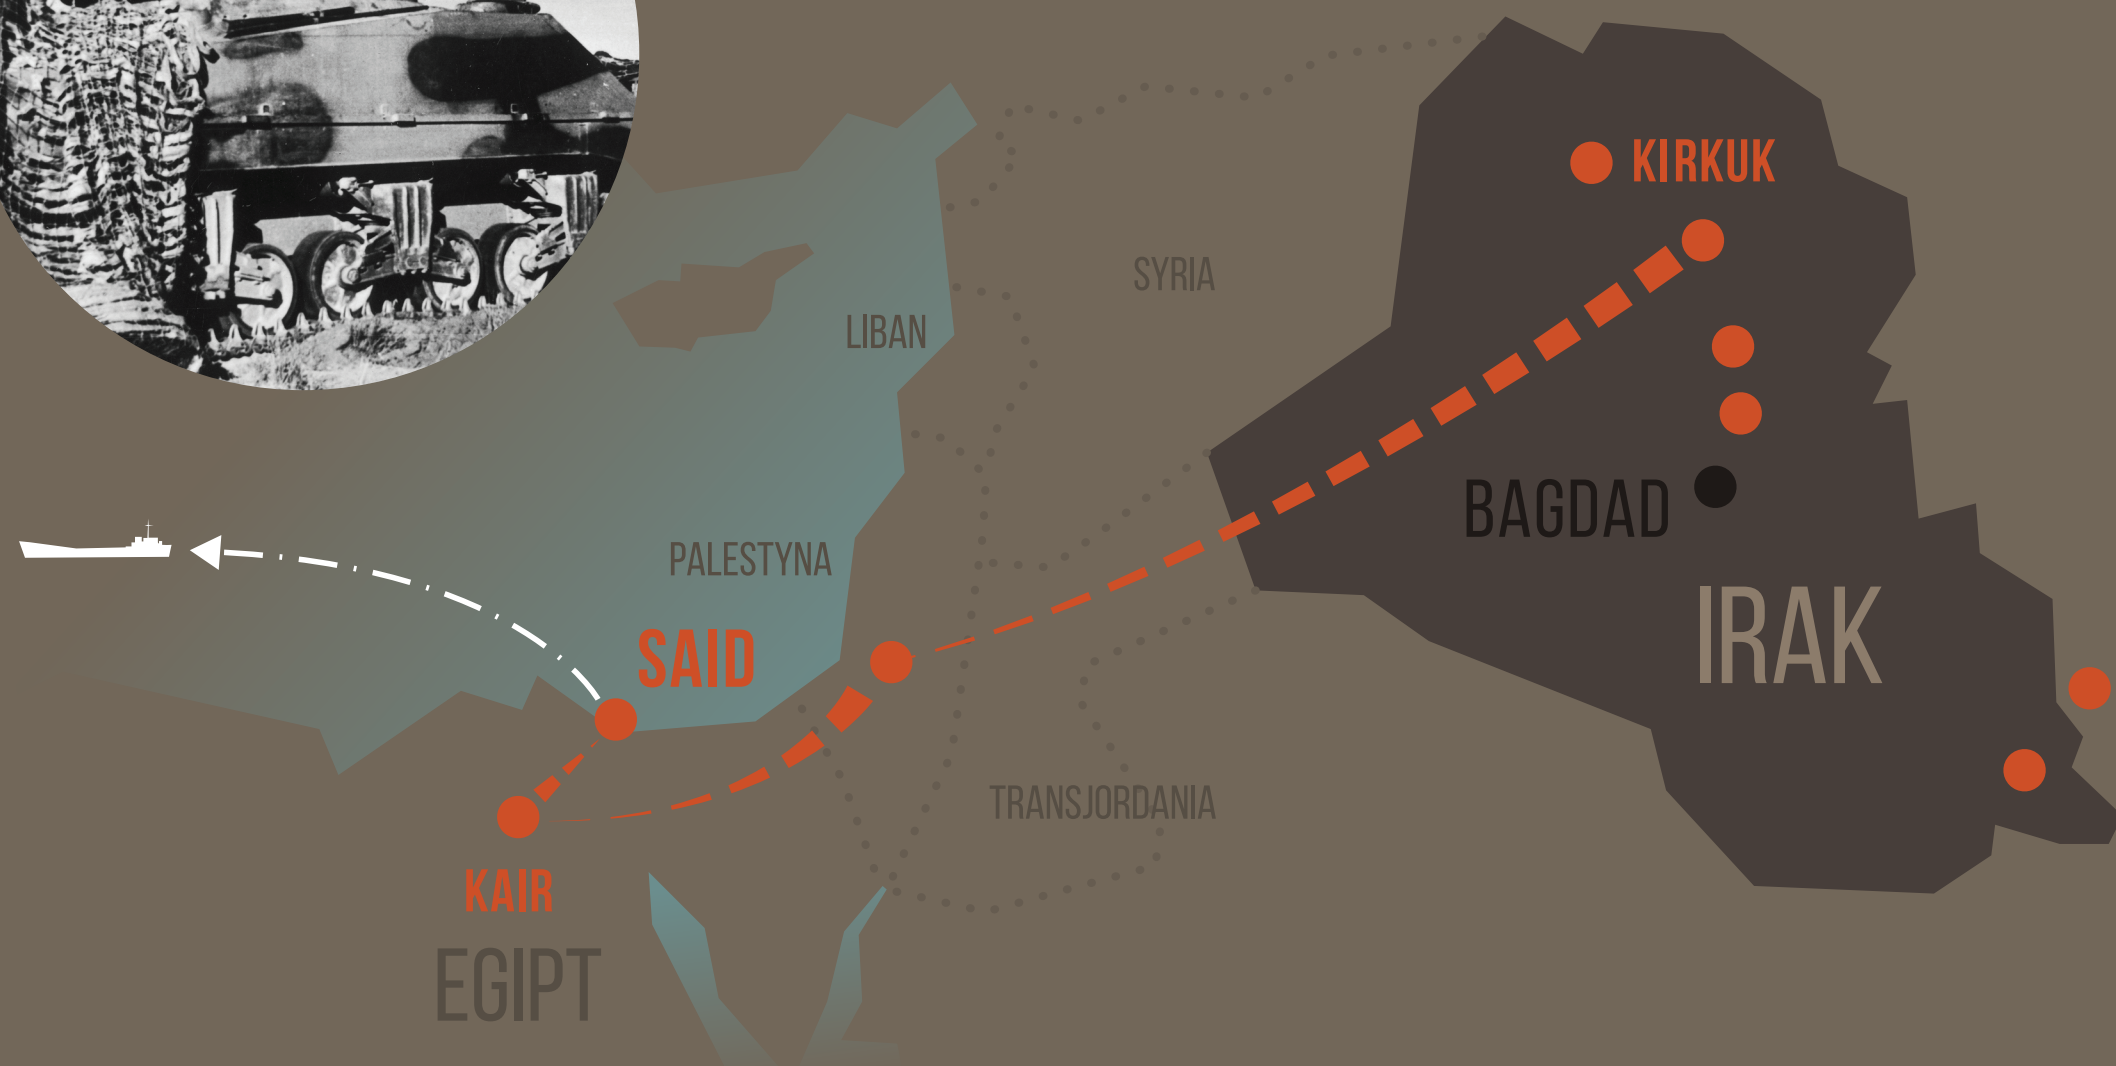 KIRKUK
SYRIA
LIBAN
BAGDAD
PALESTYNA
IRAK
SAID
TRANSJORDANIA
KAIR
EGIPT